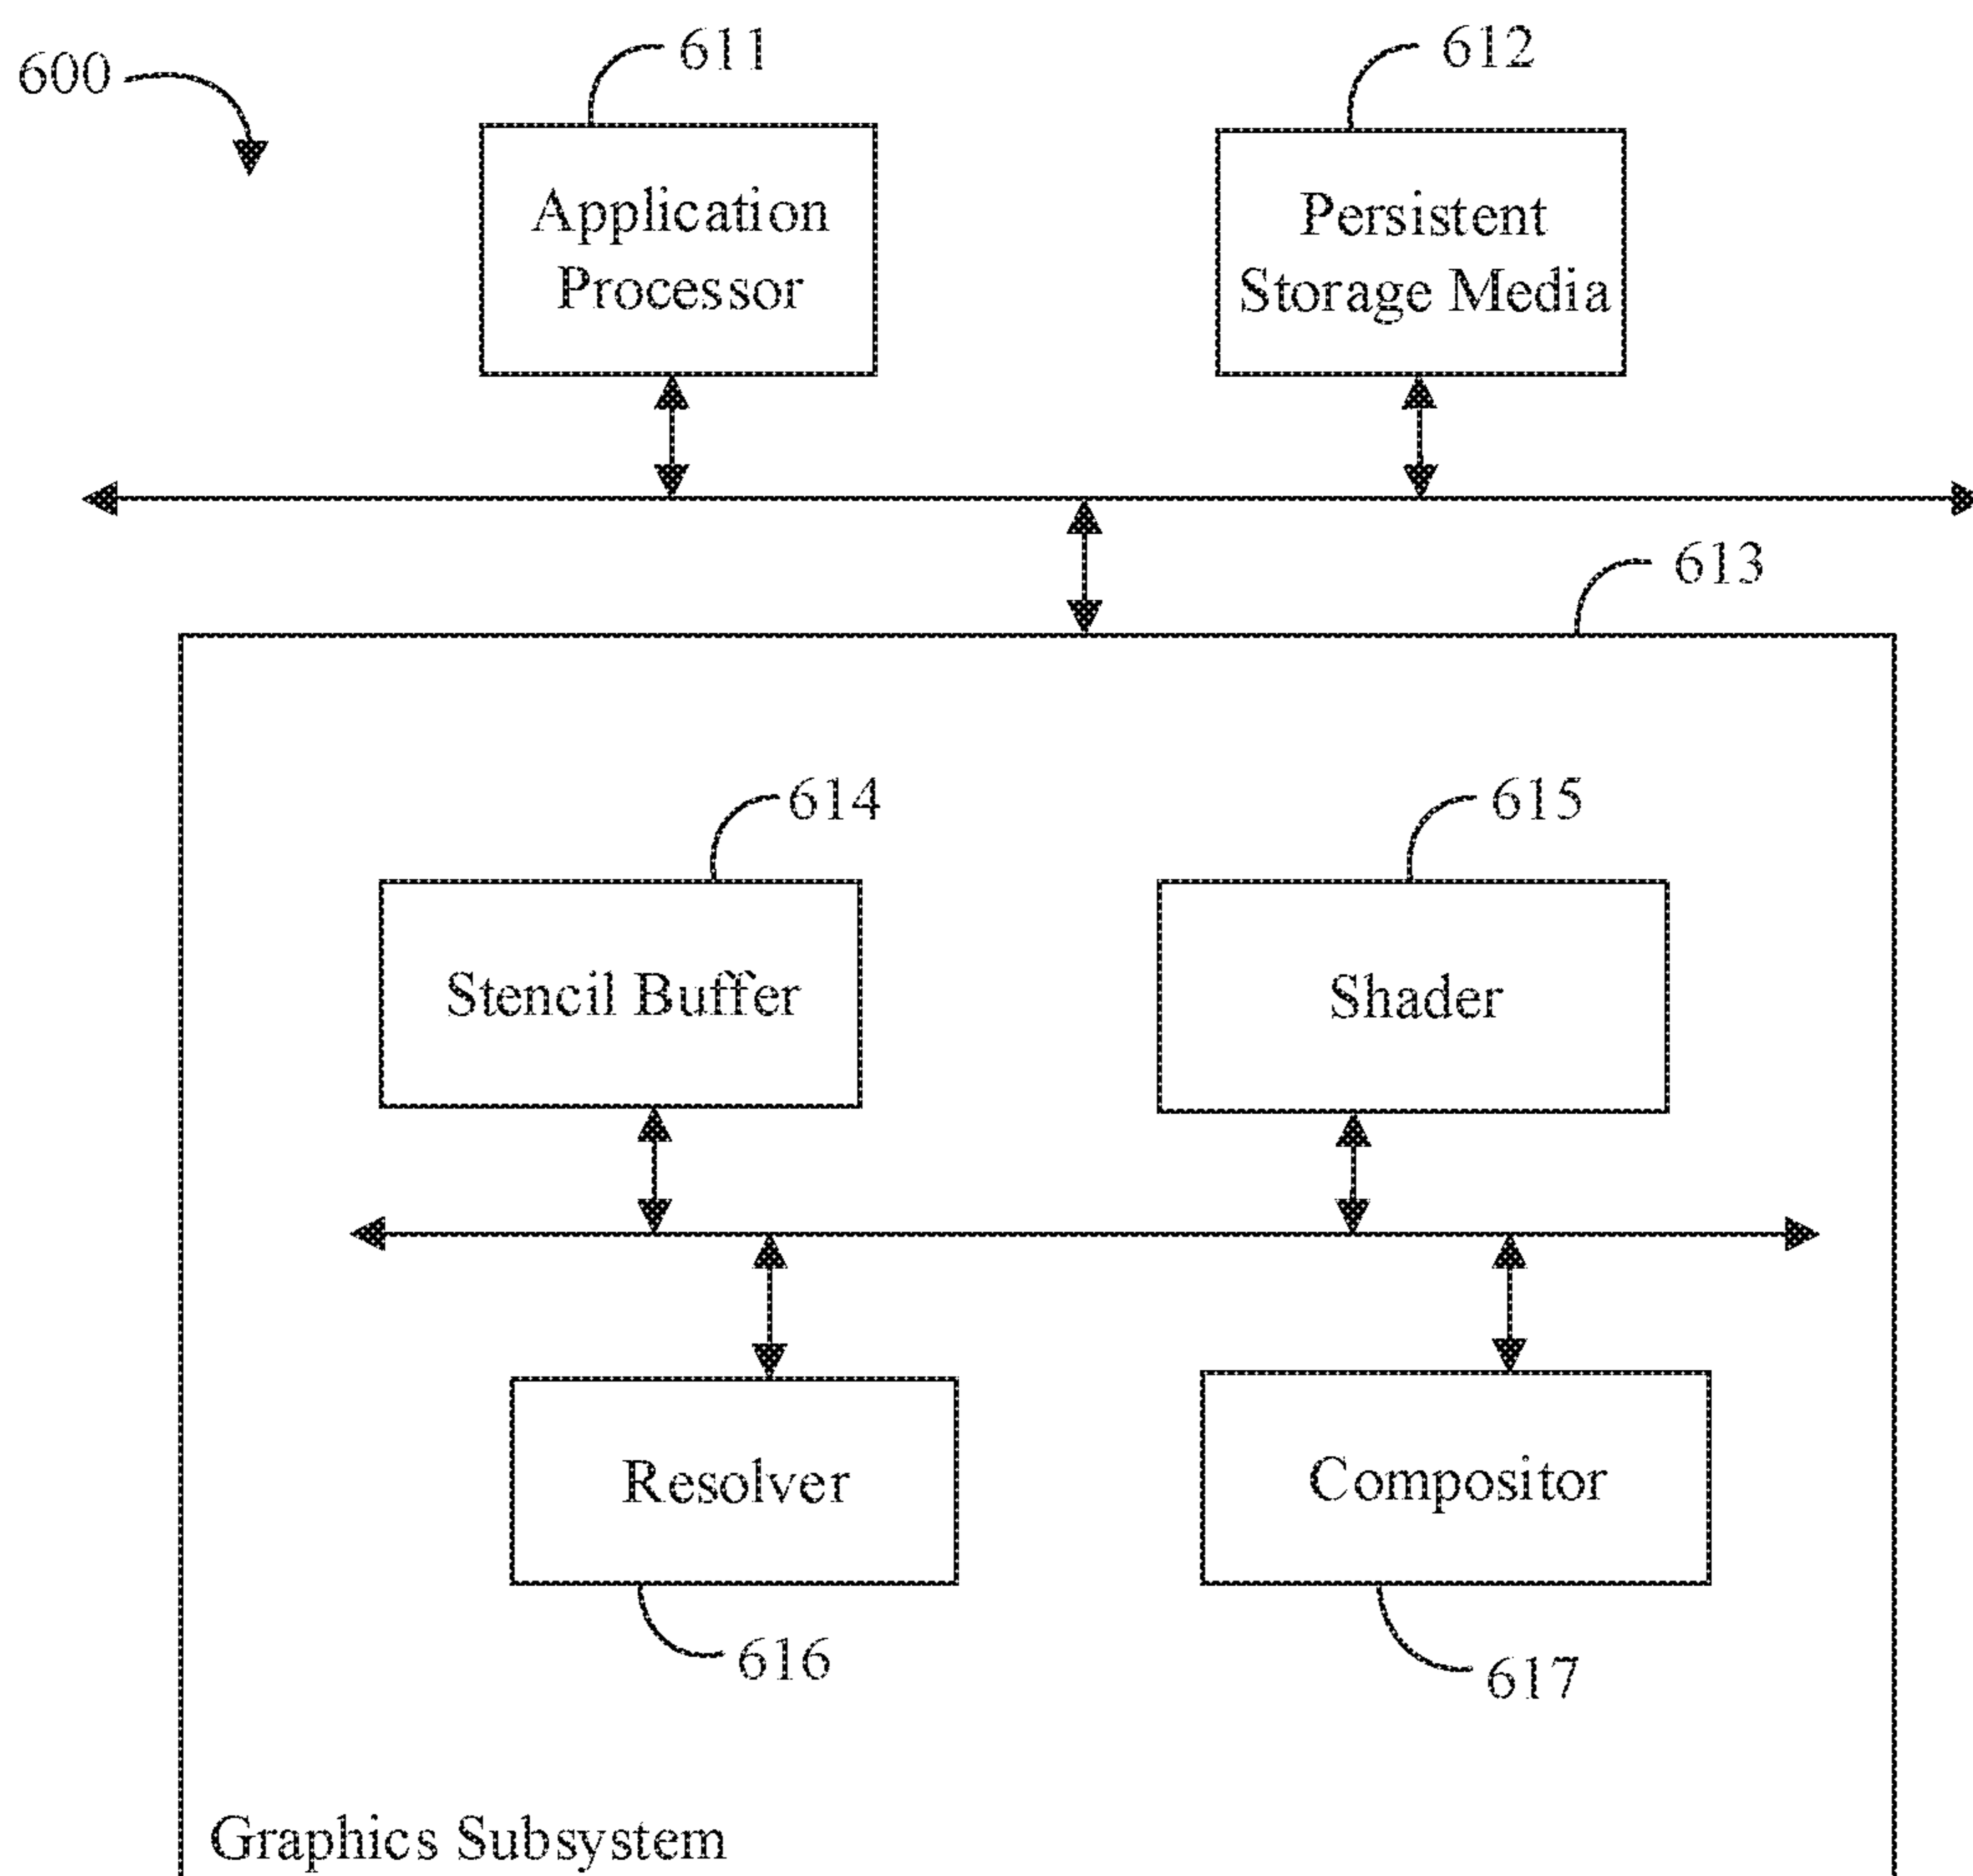 600
611
612
Application
Processor
Persistent
Storage Media
613
614
615
Stencil Buffer
Shader
Resolver
Compositor
616
617
Graphics Subsystem